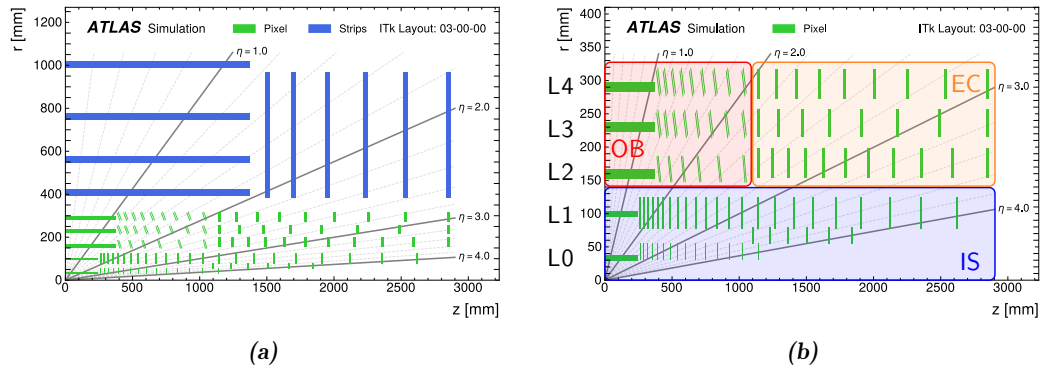 ATLAS Simulation Pixel Strips ITk Layout: 03-00-00
r [mm]
1200
1000
800
600
400
200
0
η = 1.0
η = 2.0
η = 3.0
η = 4.0
0 500 1000 1500 2000 2500 3000
z [mm]
(a)
ATLAS Simulation Pixel ITk Layout: 03-00-00
r [mm]
400
350
300
250
200
150
100
50
0
L4
L3
L2
L1
L0
η = 1.0
η = 2.0
η = 3.0
η = 4.0
OB
EC
IS
0 500 1000 1500 2000 2500 3000
z [mm]
(b)